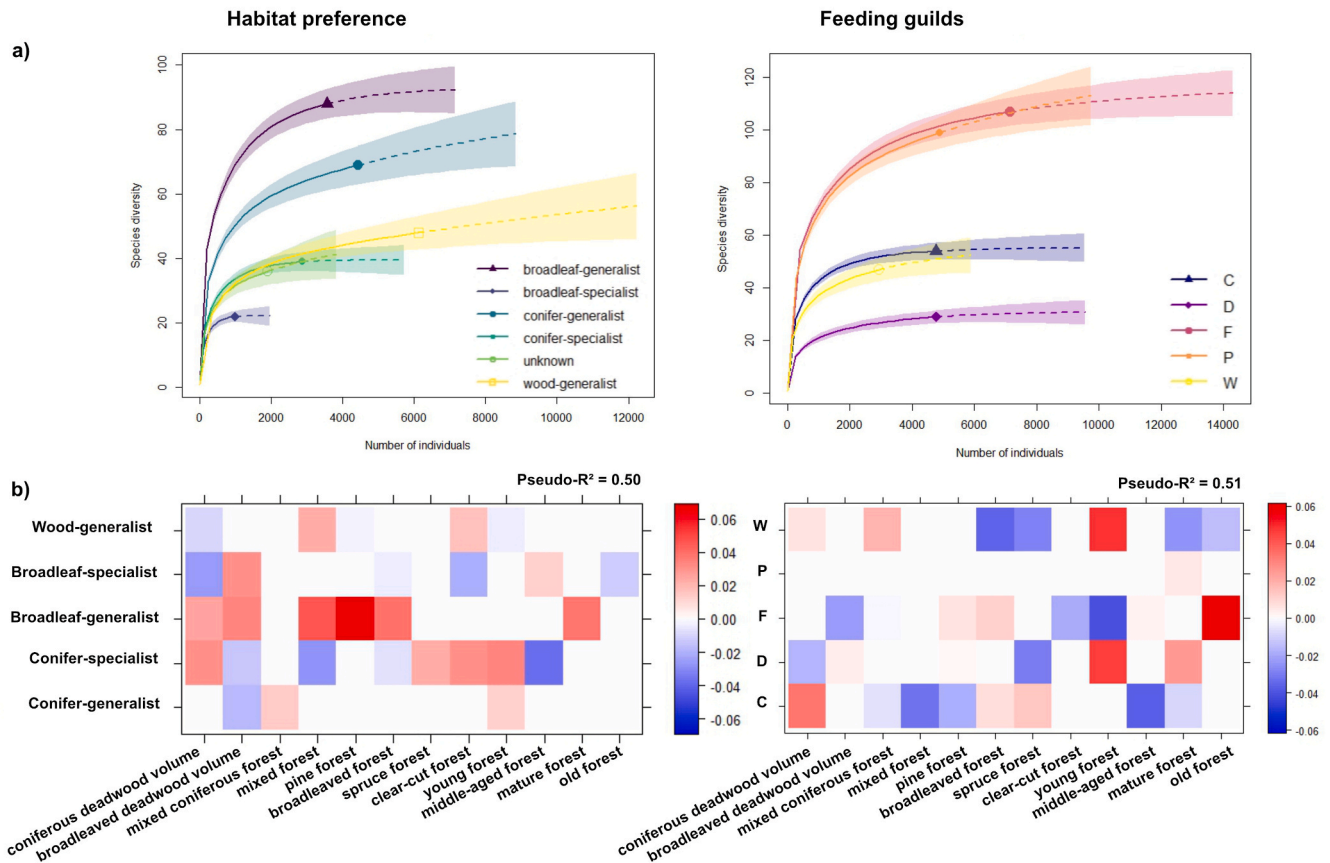 Habitat preference
Feeding guilds
a)
Species diversity
100
80
60
40
20
0
0 2000 4000 6000 8000 10000 12000
Number of individuals
broadleaf-generalist
broadleaf-specialist
conifer-generalist
conifer-specialist
unknown
wood-generalist
Species diversity
120
100
80
60
40
20
0
0 2000 4000 6000 8000 10000 12000 14000
Number of individuals
C
D
F
P
W
b)
Pseudo-R² = 0.50
Wood-generalist
Broadleaf-specialist
Broadleaf-generalist
Conifer-specialist
Conifer-generalist
0.06
0.04
0.02
0.00
-0.02
-0.04
-0.06
coniferous deadwood volume
broadleaved deadwood volume
mixed coniferous forest
mixed forest
pine forest
broadleaved forest
spruce forest
clear-cut forest
young forest
middle-aged forest
mature forest
old forest
Pseudo-R² = 0.51
W
P
F
D
C
0.06
0.04
0.02
0.00
-0.02
-0.04
-0.06
coniferous deadwood volume
broadleaved deadwood volume
mixed coniferous forest
mixed forest
pine forest
broadleaved forest
spruce forest
clear-cut forest
young forest
middle-aged forest
mature forest
old forest